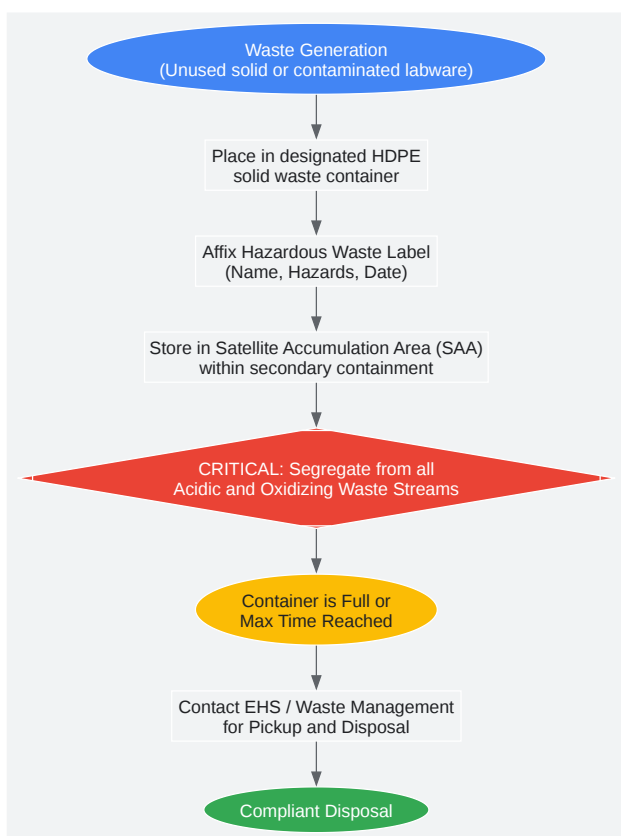 Waste Generation
(Unused solid or contaminated labware)
Place in designated HDPE
solid waste container
Affix Hazardous Waste Label
(Name, Hazards, Date)
Store in Satellite Accumulation Area (SAA)
within secondary containment
CRITICAL: Segregate from all
Acidic and Oxidizing Waste Streams
Container is Full or
Max Time Reached
Contact EHS / Waste Management
for Pickup and Disposal
Compliant Disposal